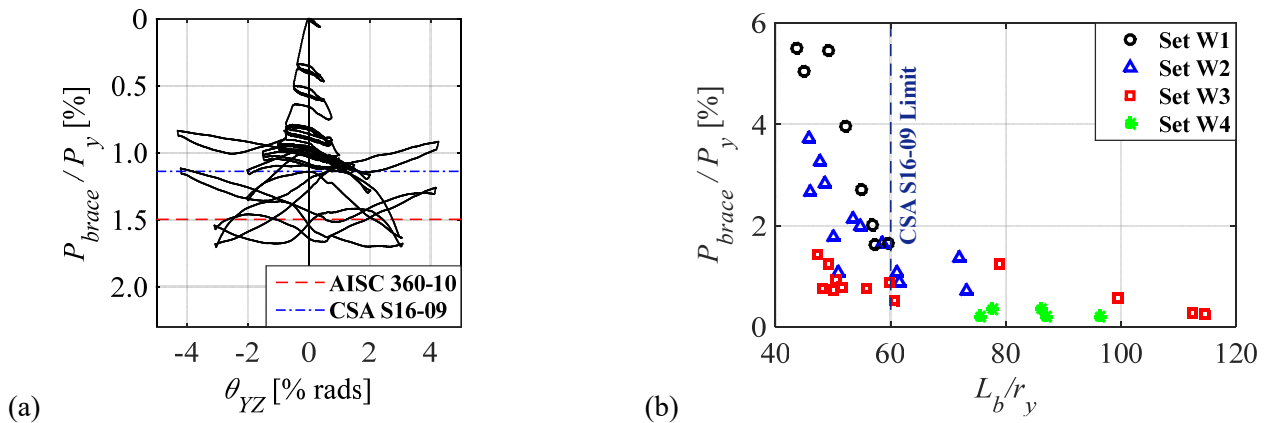 0
0.5
1.0
1.5
2.0
P_brace / P_y [%]
-4
-2
0
2
4
θ_YZ [% rads]
AISC 360-10
CSA S16-09
(a)
6
4
2
0
P_brace / P_y [%]
40
60
80
100
120
L_b/r_y
CSA S16-09 Limit
Set W1
Set W2
Set W3
Set W4
(b)